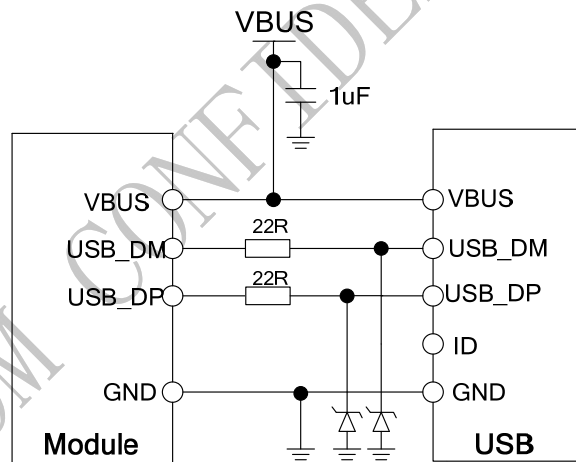 VBUS
1uF
VBUS
VBUS
22R
USB_DM
USB_DM
22R
USB_DP
USB_DP
ID
GND
GND
Module
USB